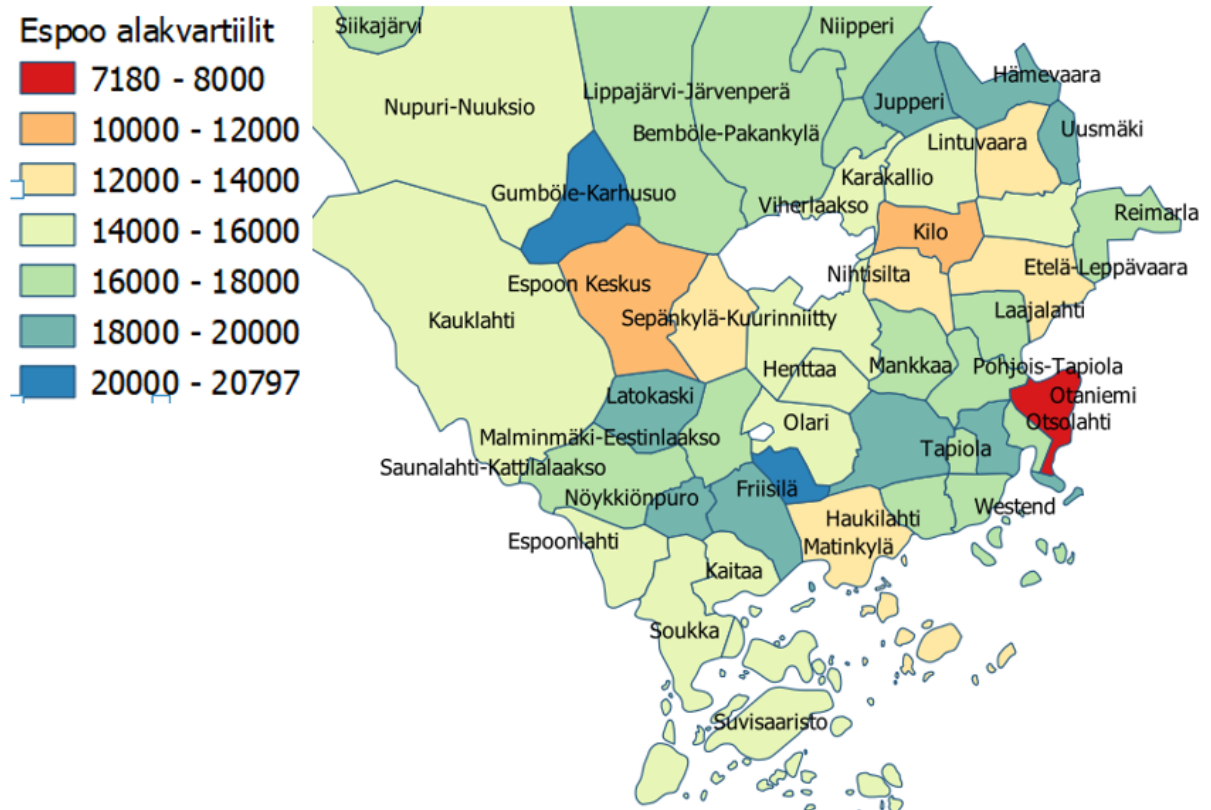 Espoo alakvartiilit
7180 - 8000
10000 - 12000
12000 - 14000
14000 - 16000
16000 - 18000
18000 - 20000
20000 - 20797
Siikajärvi
Niipperi
Hämevaara
Nupuri-Nuuksio
Lippajärvi-Järvenperä
Jupperi
Bemböle-Pakankylä
Uusmäki
Lintuvaara
Karakallio
Gumböle-Karhusuo
Viherlaakso
Reimarla
Kilo
Nihtisilta
Etelä-Leppävaara
Espoon Keskus
Laajalahti
Kauklahti
Sepänkylä-Kuurinniitty
Henttaa
Mankkaa
Pohjois-Tapiola
Latokaski
Otaniemi
Olari
Otsolahti
Malminmäki-Eestinlaakso
Tapiola
Saunalahti-Kattilalaakso
Friisilä
Nöykkiönpuro
Westend
Haukilahti
Espoonlahti
Matinkylä
Kaitaa
Soukka
Suvisaaristo